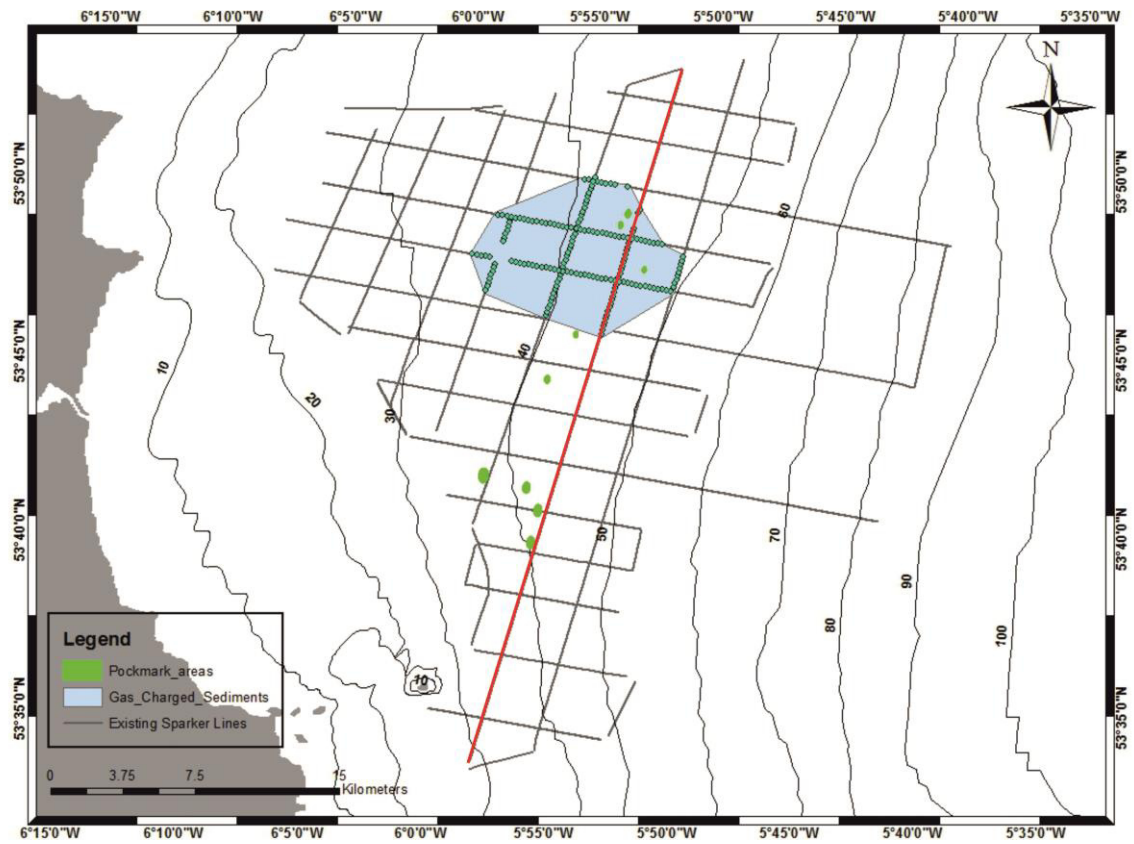 6°15'0"W 6°10'0"W 6°5'0"W 6°0'0"W 5°55'0"W 5°50'0"W 5°45'0"W 5°40'0"W 5°35'0"W
N
53°50'0"N
53°50'0"N
60
53°45'0"N
53°45'0"N
10
40
20
30
53°40'0"N
53°40'0"N
50
70
90
80
100
10
53°35'0"N
53°35'0"N
Legend
Pockmark_areas
Gas_Charged_Sediments
Existing Sparker Lines
0 3.75 7.5 15
Kilometers
6°15'0"W 6°10'0"W 6°5'0"W 6°0'0"W 5°55'0"W 5°50'0"W 5°45'0"W 5°40'0"W 5°35'0"W